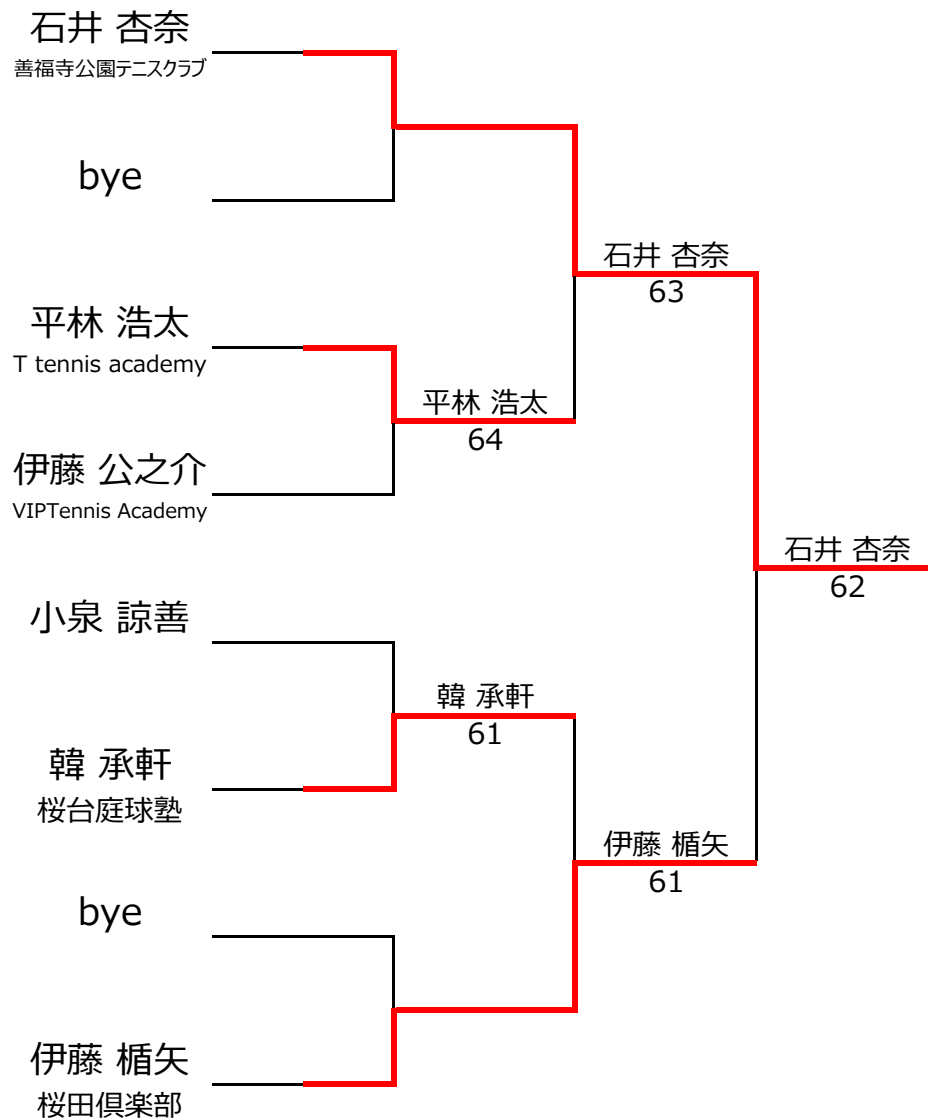 石井 杏奈
善福寺公園テニスクラブ
bye
平林 浩太
T tennis academy
伊藤 公之介
VIPTennis Academy
小泉 諒善
韓 承軒
桜台庭球塾
bye
伊藤 楯矢
桜田倶楽部
平林 浩太
64
韓 承軒
61
石井 杏奈
63
伊藤 楯矢
61
石井 杏奈
62